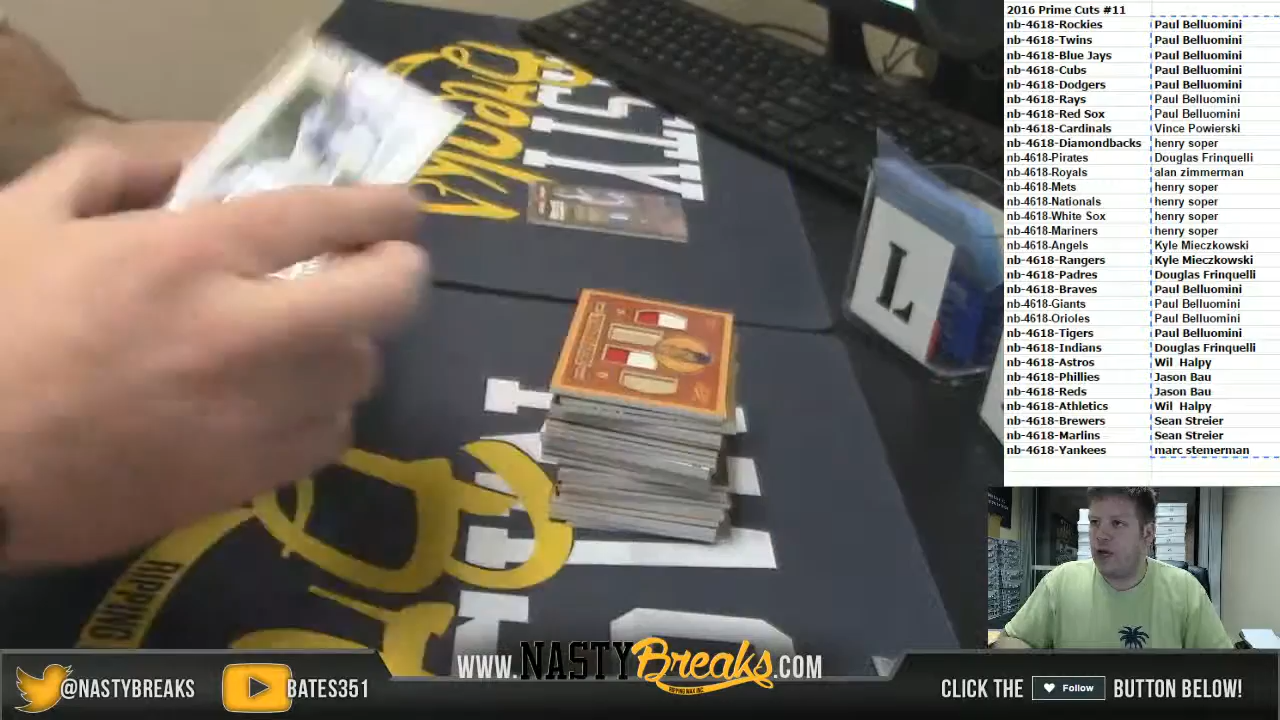 2016 Prime Cuts #11
nb-4618-Rockies Paul Belluomini
nb-4618-Twins Paul Belluomini
nb-4618-Blue Jays Paul Belluomini
nb-4618-Cubs Paul Belluomini
nb-4618-Dodgers Paul Belluomini
nb-4618-Rays Paul Belluomini
nb-4618-Red Sox Paul Belluomini
nb-4618-Cardinals Vince Powierski
nb-4618-Diamondbacks henry soper
nb-4618-Pirates Douglas Frinquelli
nb-4618-Royals alan zimmerman
nb-4618-Mets henry soper
nb-4618-Nationals henry soper
nb-4618-White Sox henry soper
nb-4618-Mariners henry soper
nb-4618-Angels Kyle Mieczkowski
nb-4618-Rangers Kyle Mieczkowski
nb-4618-Padres Douglas Frinquelli
nb-4618-Braves Paul Belluomini
nb-4618-Giants Paul Belluomini
nb-4618-Orioles Paul Belluomini
nb-4618-Tigers Paul Belluomini
nb-4618-Indians Douglas Frinquelli
nb-4618-Astros Wil Halpy
nb-4618-Phillies Jason Bau
nb-4618-Reds Jason Bau
nb-4618-Athletics Wil Halpy
nb-4618-Brewers Sean Streier
nb-4618-Marlins Sean Streier
nb-4618-Yankees marc stemerman
L
RIPPING
@NASTYBREAKS
BATES351
WWW.NASTYBreaks.COM
RIPPING WAX INC.
CLICK THE Follow BUTTON BELOW!